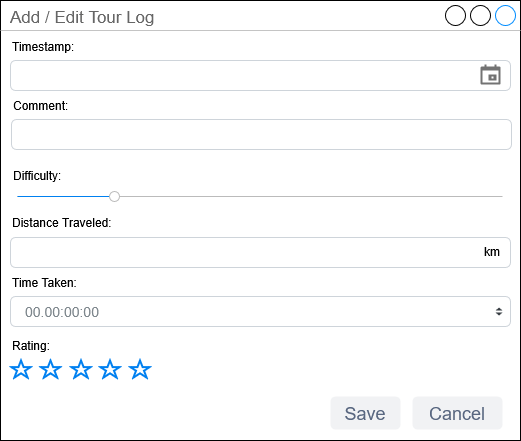 Add / Edit Tour Log
Timestamp:
Comment:
Difficulty:
Distance Traveled:
km
Time Taken:
00.00:00:00
Rating:
Save Cancel